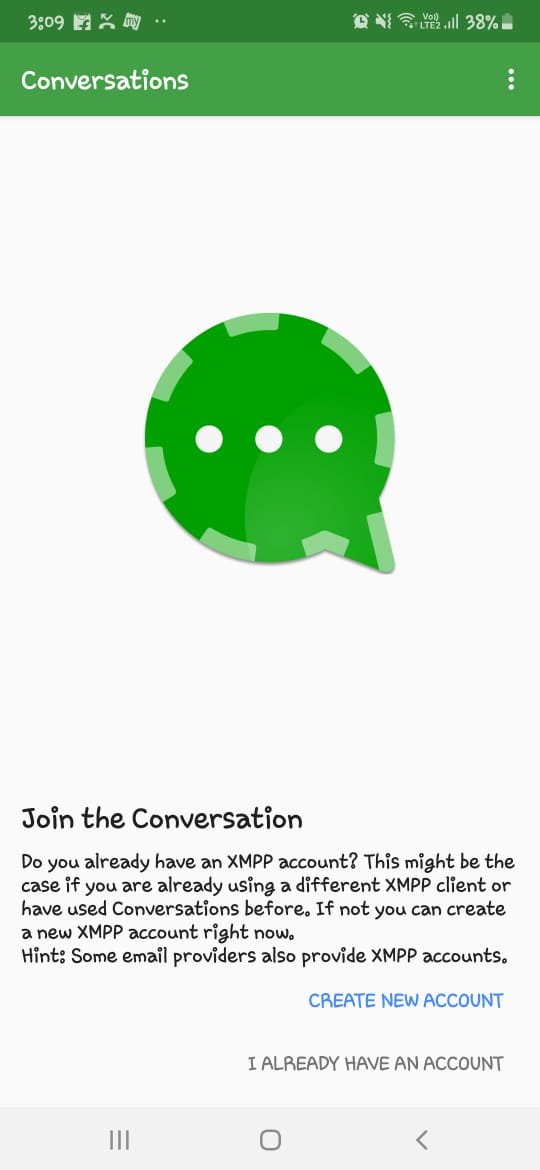 3:09 Vo)) LTE2 38%
Conversations
Join the Conversation
Do you already have an XMPP account? This might be the
case if you are already using a different XMPP client or
have used Conversations before. If not you can create
a new XMPP account right now.
Hint: Some email providers also provide XMPP accounts.
CREATE NEW ACCOUNT
I ALREADY HAVE AN ACCOUNT